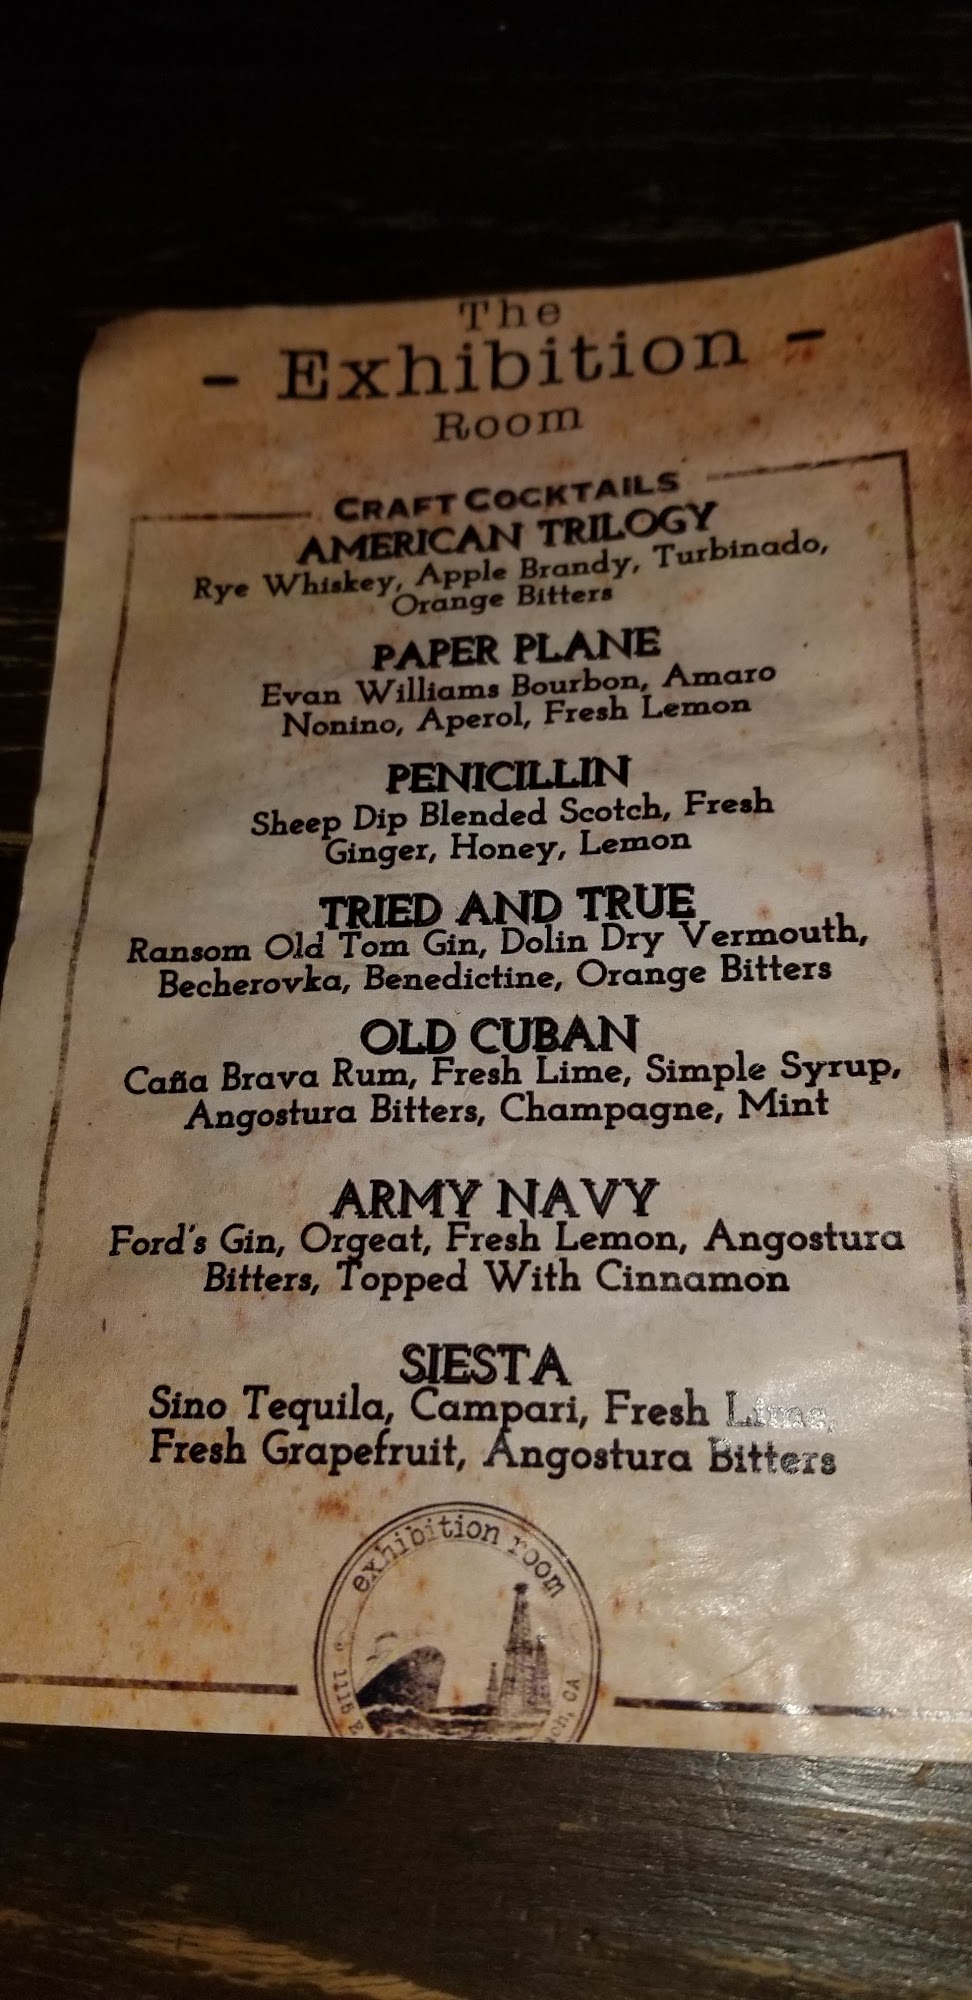 The
- Exhibition -
Room
CRAFT COCKTAILS
AMERICAN TRILOGY
Rye Whiskey, Apple Brandy, Turbinado,
Orange Bitters
PAPER PLANE
Evan Williams Bourbon, Amaro
Nonino, Aperol, Fresh Lemon
PENICILLIN
Sheep Dip Blended Scotch, Fresh
Ginger, Honey, Lemon
TRIED AND TRUE
Ransom Old Tom Gin, Dolin Dry Vermouth,
Becherovka, Benedictine, Orange Bitters
OLD CUBAN
Caña Brava Rum, Fresh Lime, Simple Syrup,
Angostura Bitters, Champagne, Mint
ARMY NAVY
Ford's Gin, Orgeat, Fresh Lemon, Angostura
Bitters, Topped With Cinnamon
SIESTA
Sino Tequila, Campari, Fresh Lime,
Fresh Grapefruit, Angostura Bitters
exhibition room
1116 E
CA